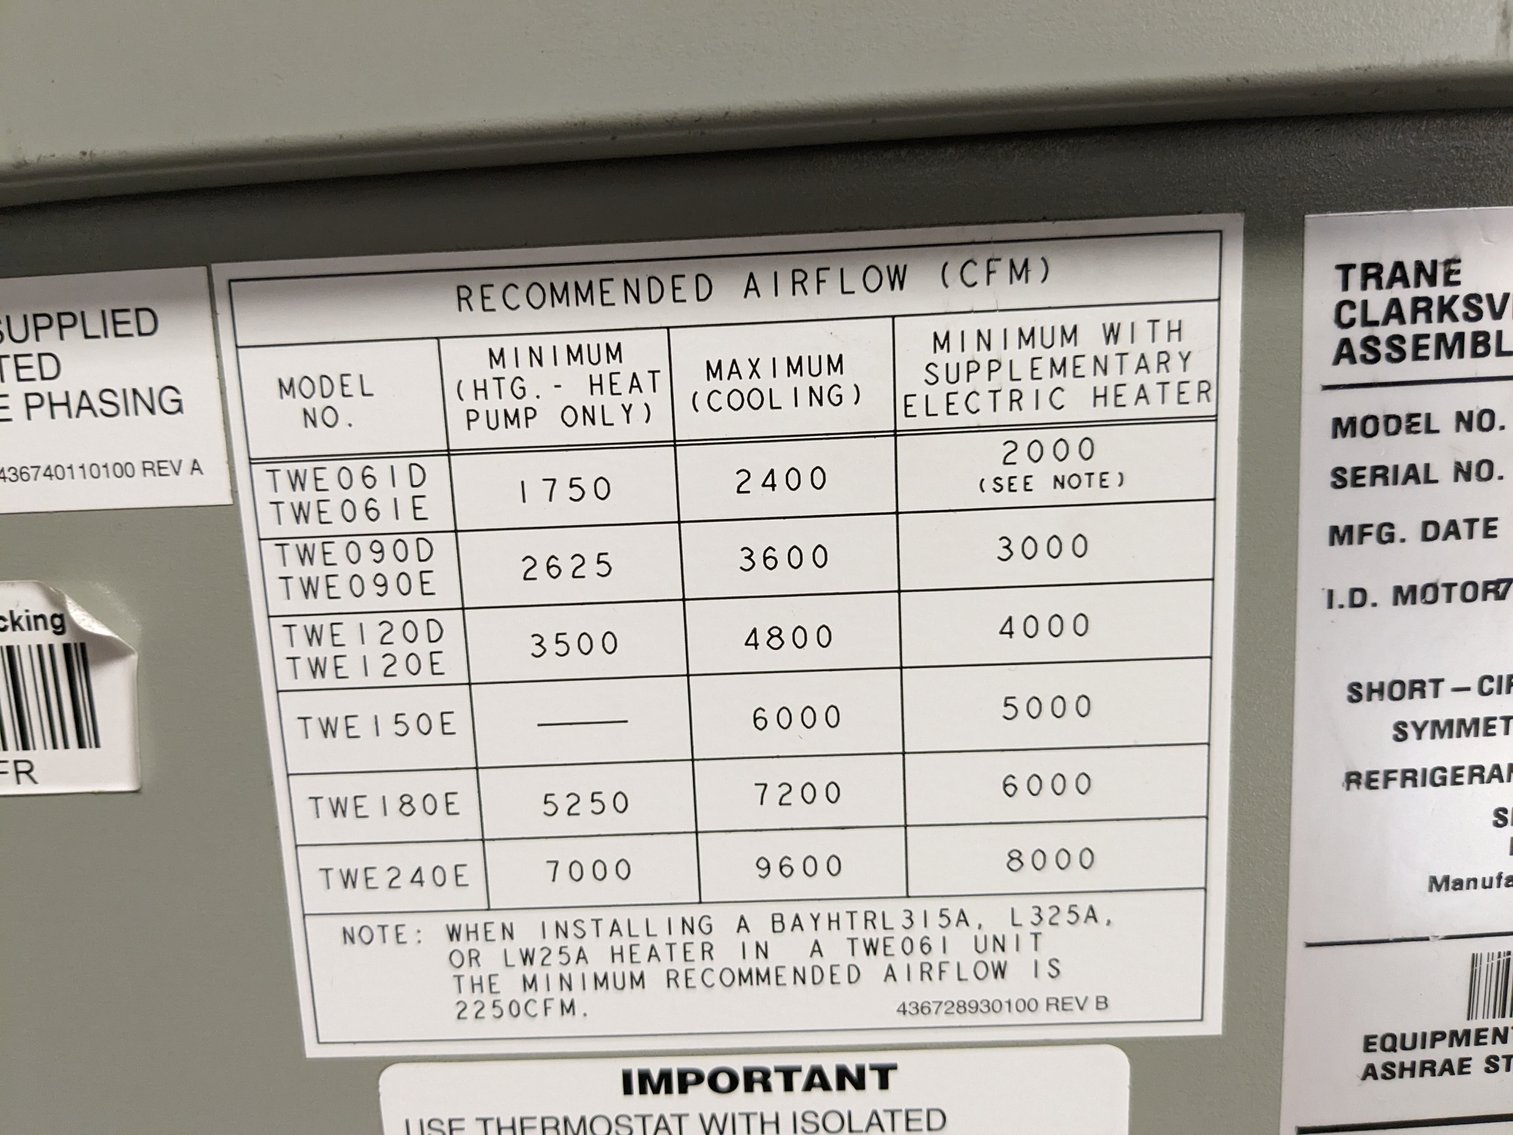 SUPPLIED
PHASING
436740110100 REV A
FR
RECOMMENDED AIRFLOW (CFM)
MODEL NO. MINIMUM (HTG. - HEAT PUMP ONLY) MAXIMUM (COOLING) MINIMUM WITH SUPPLEMENTARY ELECTRIC HEATER
TWE061D TWE061E 1750 2400 2000 (SEE NOTE)
TWE090D TWE090E 2625 3600 3000
TWE120D TWE120E 3500 4800 4000
TWE150E —— 6000 5000
TWE180E 5250 7200 6000
TWE240E 7000 9600 8000
NOTE: WHEN INSTALLING A BAYHTRL315A, L325A,
OR LW25A HEATER IN A TWE061 UNIT
THE MINIMUM RECOMMENDED AIRFLOW IS
2250CFM.
436728930100 REV B
IMPORTANT
USE THERMOSTAT WITH ISOLATED
TRANE
CLARKSV
ASSEMBL
MODEL NO.
SERIAL NO.
MFG. DATE
I.D. MOTOR
SHORT-CIR
SYMMET
REFRIGERAN
Manufa
EQUIPMENT
ASHRAE ST